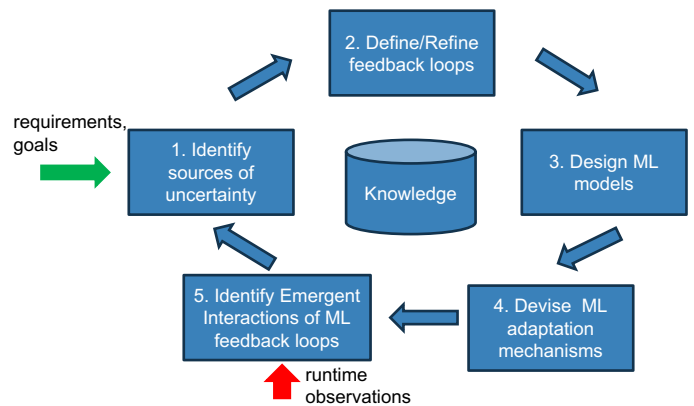 2. Define/Refine
feedback loops
requirements,
goals
1. Identify
sources of
uncertainty
Knowledge
3. Design ML
models
5. Identify Emergent
Interactions of ML
feedback loops
4. Devise ML
adaptation
mechanisms
runtime
observations